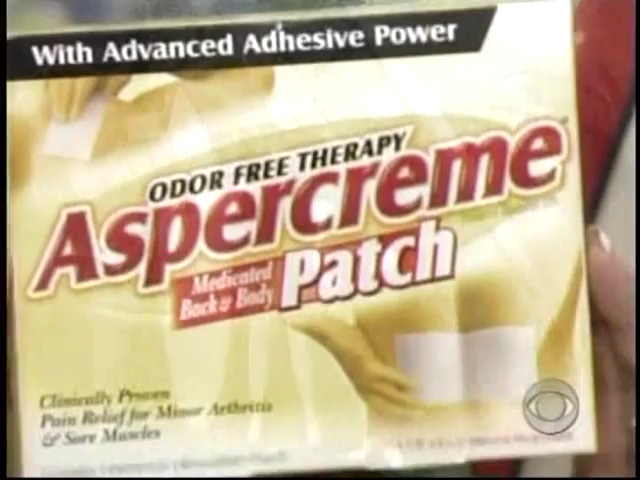 With Advanced Adhesive Power
ODOR FREE THERAPY
Aspercreme
Medicated
Back & Body
Patch
Clinically Proven
Pain Relief for Minor Arthritis
& Sore Muscles